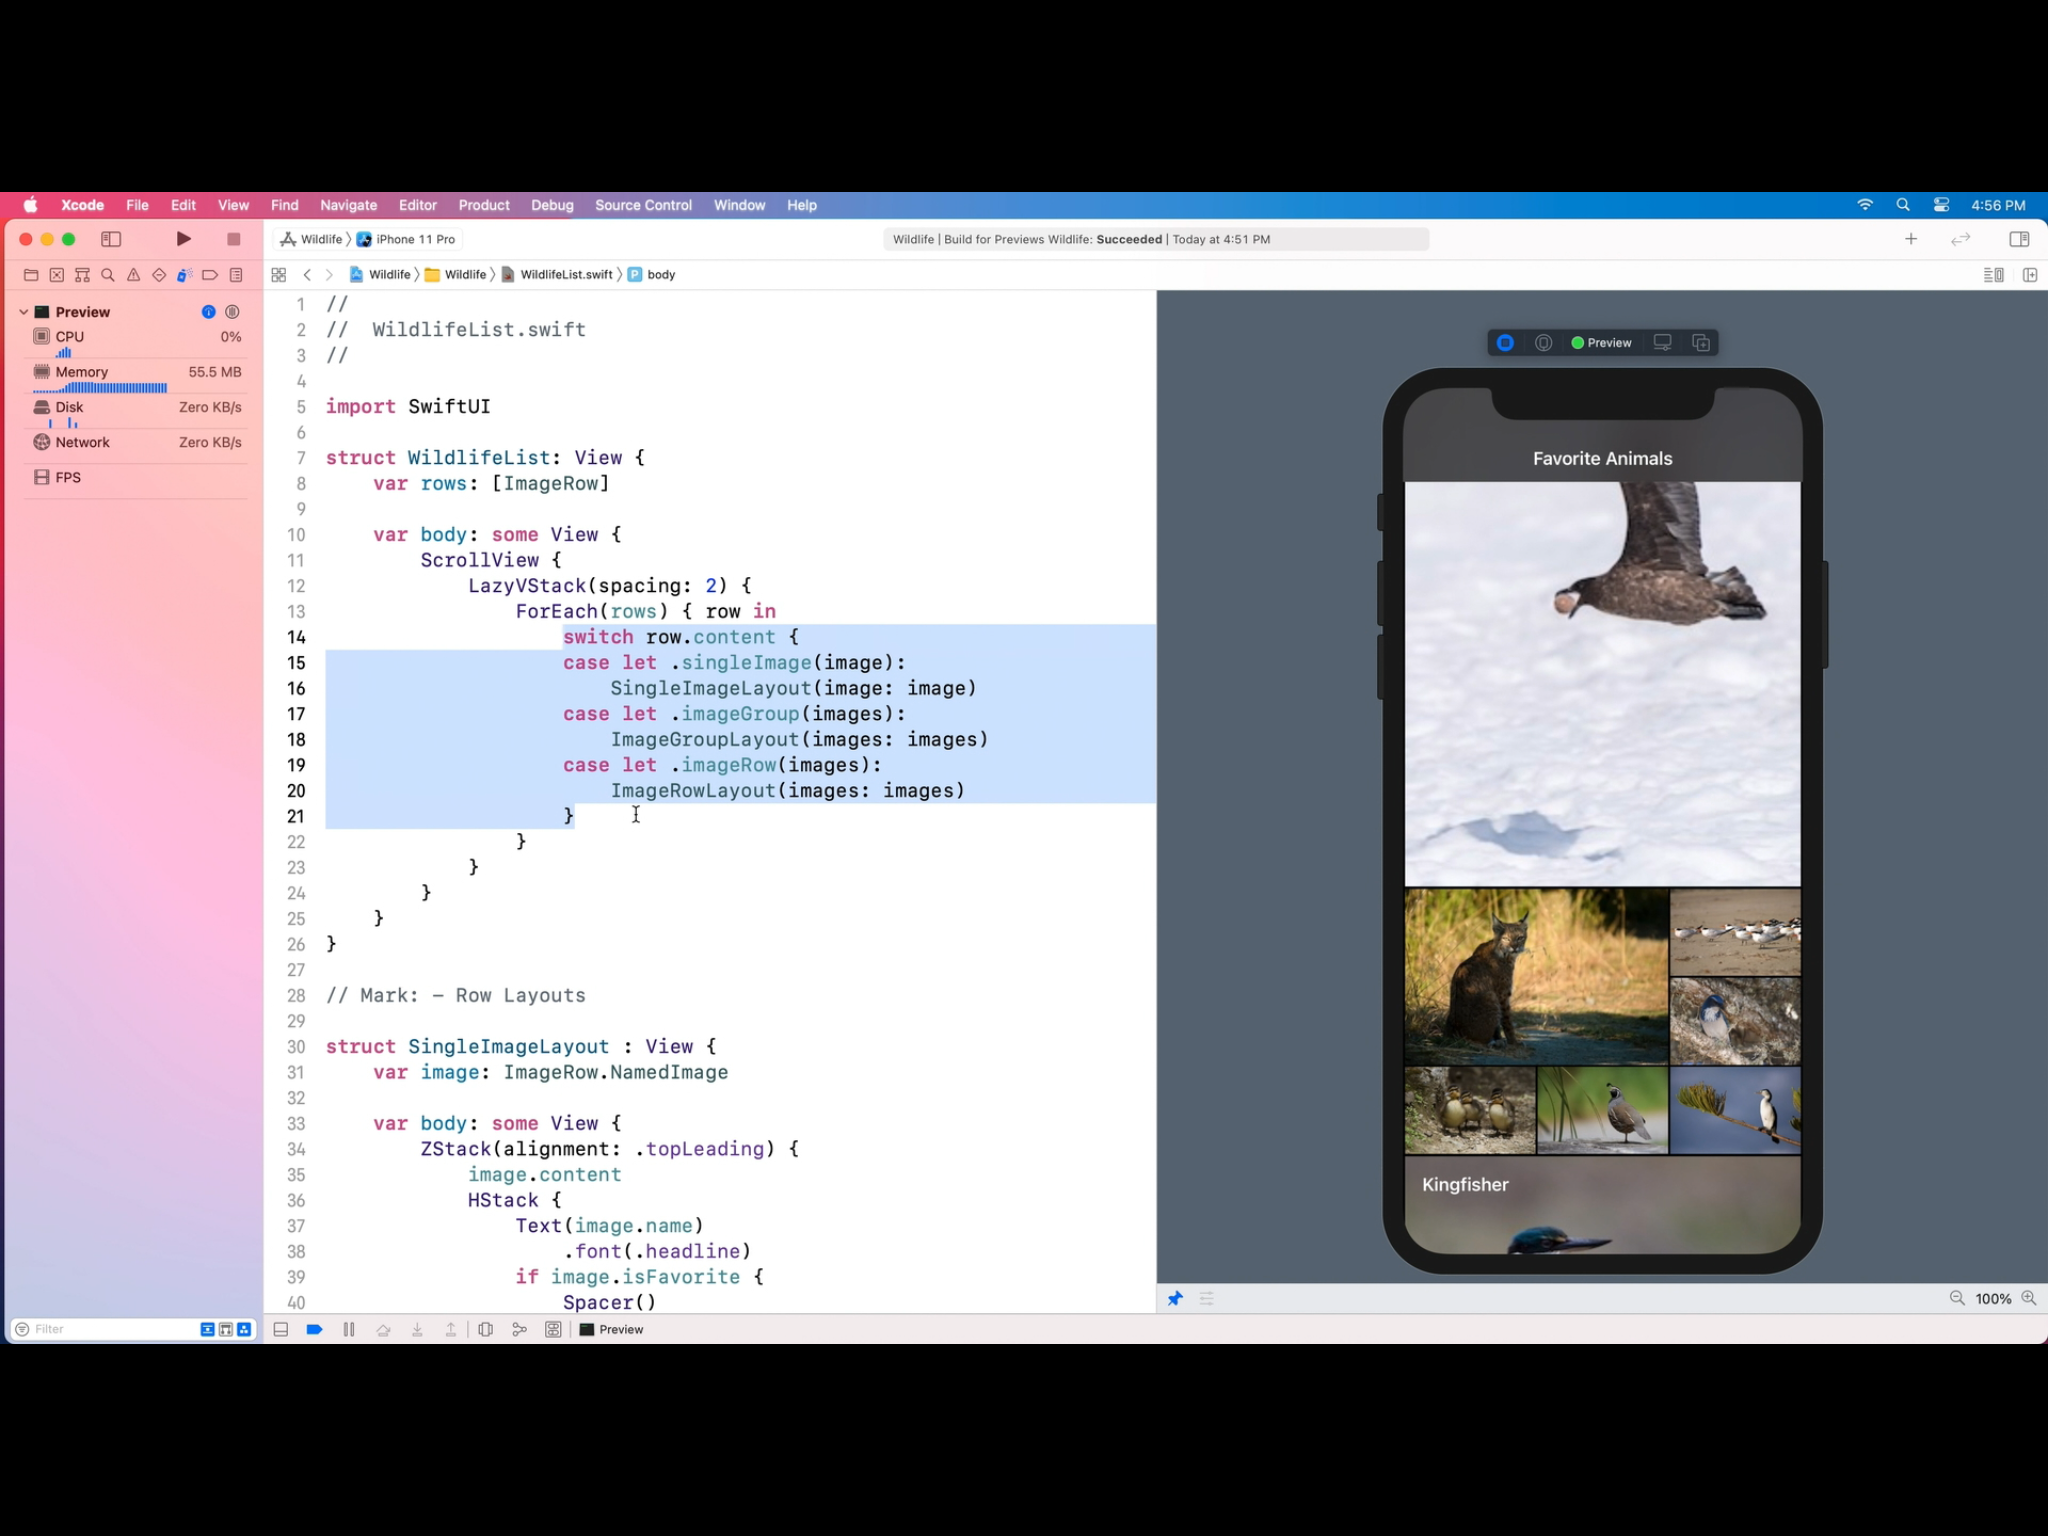 Xcode File Edit View Find Navigate Editor Product Debug Source Control Window Help 4:56 PM
Wildlife iPhone 11 Pro
Wildlife | Build for Previews Wildlife: Succeeded | Today at 4:51 PM
Wildlife Wildlife WildlifeList.swift body
Preview
CPU 0%
Memory 55.5 MB
Disk Zero KB/s
Network Zero KB/s
FPS
Filter
1 //
2 //  WildlifeList.swift
3 //
4
5 import SwiftUI
6
7 struct WildlifeList: View {
8     var rows: [ImageRow]
9
10     var body: some View {
11         ScrollView {
12             LazyVStack(spacing: 2) {
13                 ForEach(rows) { row in
14                     switch row.content {
15                     case let .singleImage(image):
16                         SingleImageLayout(image: image)
17                     case let .imageGroup(images):
18                         ImageGroupLayout(images: images)
19                     case let .imageRow(images):
20                         ImageRowLayout(images: images)
21                     }
22                 }
23             }
24         }
25     }
26 }
27
28 // Mark: – Row Layouts
29
30 struct SingleImageLayout : View {
31     var image: ImageRow.NamedImage
32
33     var body: some View {
34         ZStack(alignment: .topLeading) {
35             image.content
36             HStack {
37                 Text(image.name)
38                     .font(.headline)
39                 if image.isFavorite {
40                     Spacer()
Preview
Preview
Favorite Animals
Kingfisher
100%